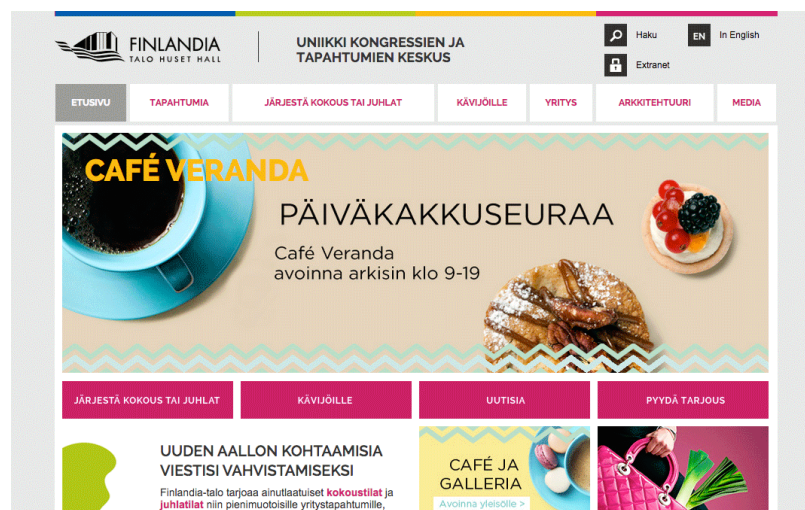 FINLANDIA
TALO HUSET HALL
UNIIKKI KONGRESSIEN JA
TAPAHTUMIEN KESKUS
Haku
EN
In English
Extranet
ETUSIVU
TAPAHTUMIA
JÄRJESTÄ KOKOUS TAI JUHLAT
KÄVIJÖILLE
YRITYS
ARKKITEHTUURI
MEDIA
CAFÉ VERANDA
PÄIVÄKAKKUSEURAA
Café Veranda
avoinna arkisin klo 9-19
JÄRJESTÄ KOKOUS TAI JUHLAT
KÄVIJÖILLE
UUTISIA
PYYDÄ TARJOUS
UUDEN AALLON KOHTAAMISIA
VIESTISI VAHVISTAMISEKSI
Finlandia-talo tarjoaa ainutlaatuiset kokoustilat ja
juhlatilat niin pienimuotoisille yritystapahtumille,
CAFÉ JA
GALLERIA
Avoinna yleisölle >